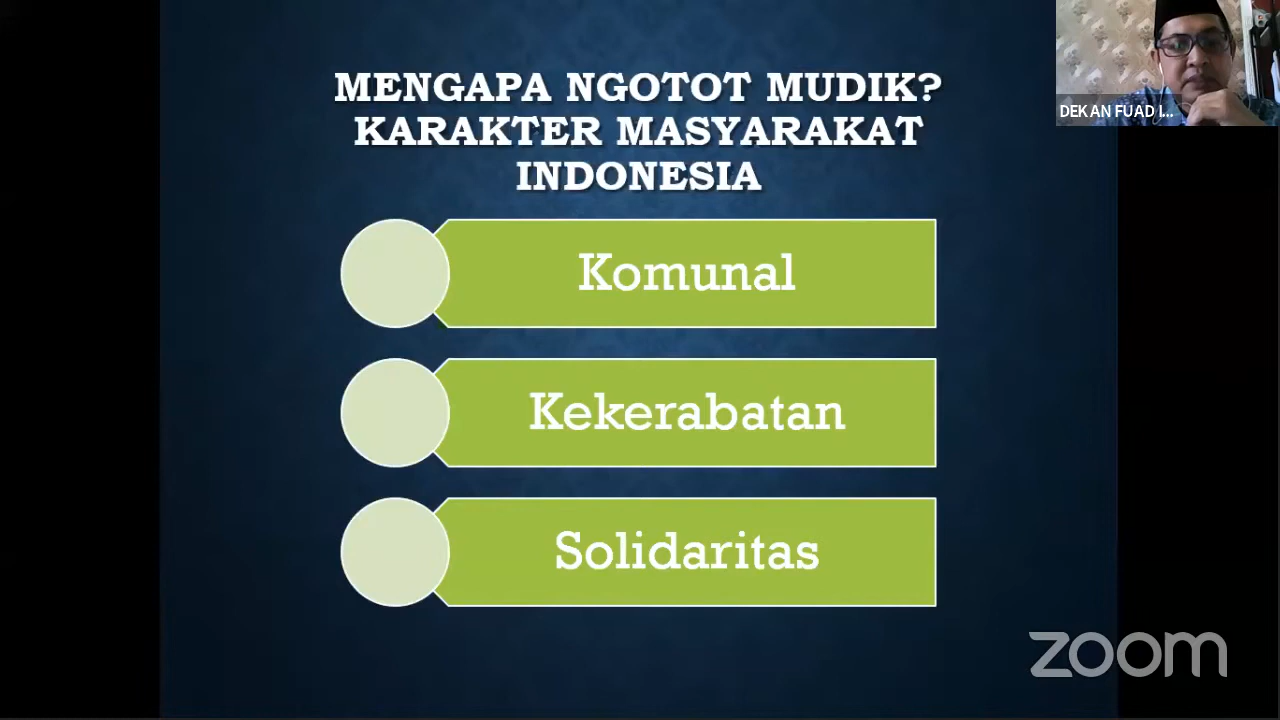 MENGAPA NGOTOT MUDIK?
KARAKTER MASYARAKAT
INDONESIA
Komunal
Kekerabatan
Solidaritas
DEKAN FUAD I...
zoom